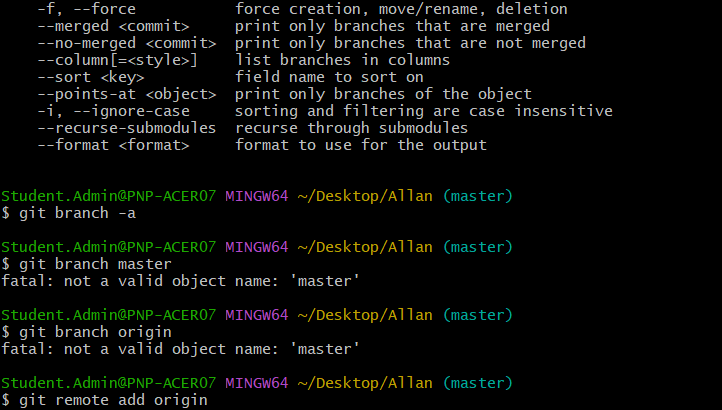 -f, --force           force creation, move/rename, deletion
--merged <commit>     print only branches that are merged
--no-merged <commit>  print only branches that are not merged
--column[=<style>]    list branches in columns
--sort <key>          field name to sort on
--points-at <object>  print only branches of the object
-i, --ignore-case     sorting and filtering are case insensitive
--recurse-submodules  recurse through submodules
--format <format>     format to use for the output
Student.Admin@PNP-ACER07 MINGW64 ~/Desktop/Allan (master)
$ git branch -a
Student.Admin@PNP-ACER07 MINGW64 ~/Desktop/Allan (master)
$ git branch master
fatal: not a valid object name: 'master'
Student.Admin@PNP-ACER07 MINGW64 ~/Desktop/Allan (master)
$ git branch origin
fatal: not a valid object name: 'master'
Student.Admin@PNP-ACER07 MINGW64 ~/Desktop/Allan (master)
$ git remote add origin